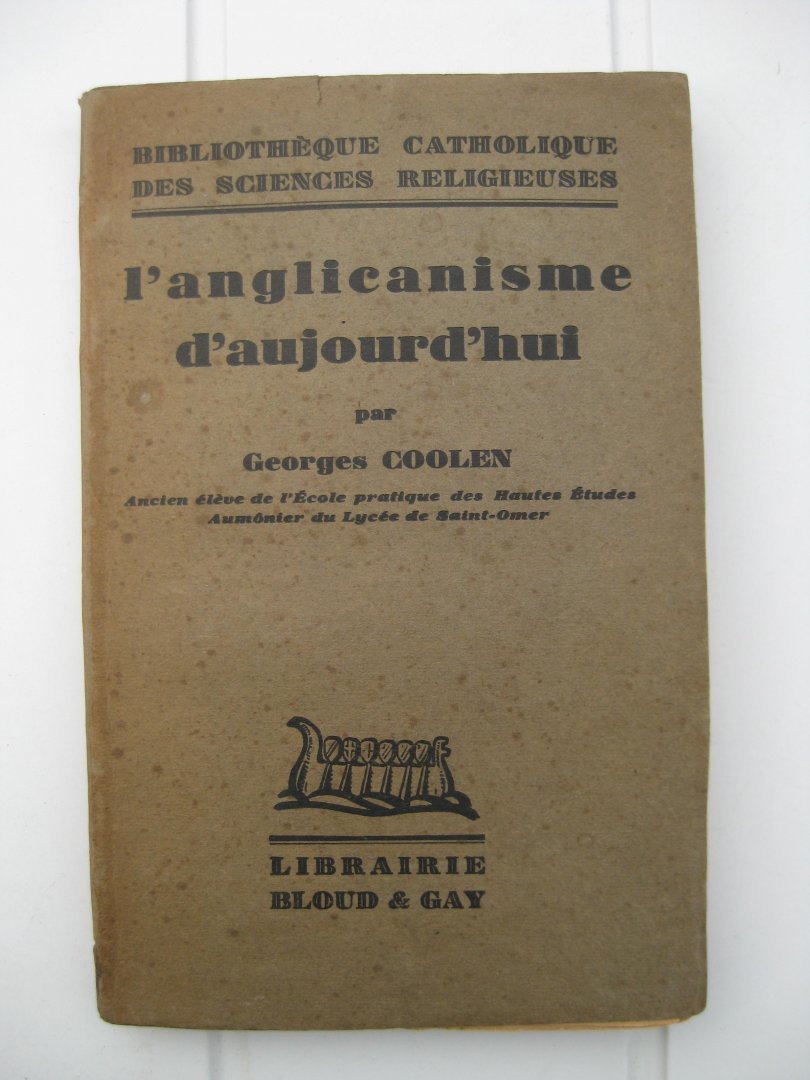 BIBLIOTHÈQUE CATHOLIQUE
DES SCIENCES RELIGIEUSES
l'anglicanisme
d'aujourd'hui
par
Georges COOLEN
Ancien élève de l'École pratique des Hautes Études
Aumônier du Lycée de Saint-Omer
LIBRAIRIE
BLOUD & GAY